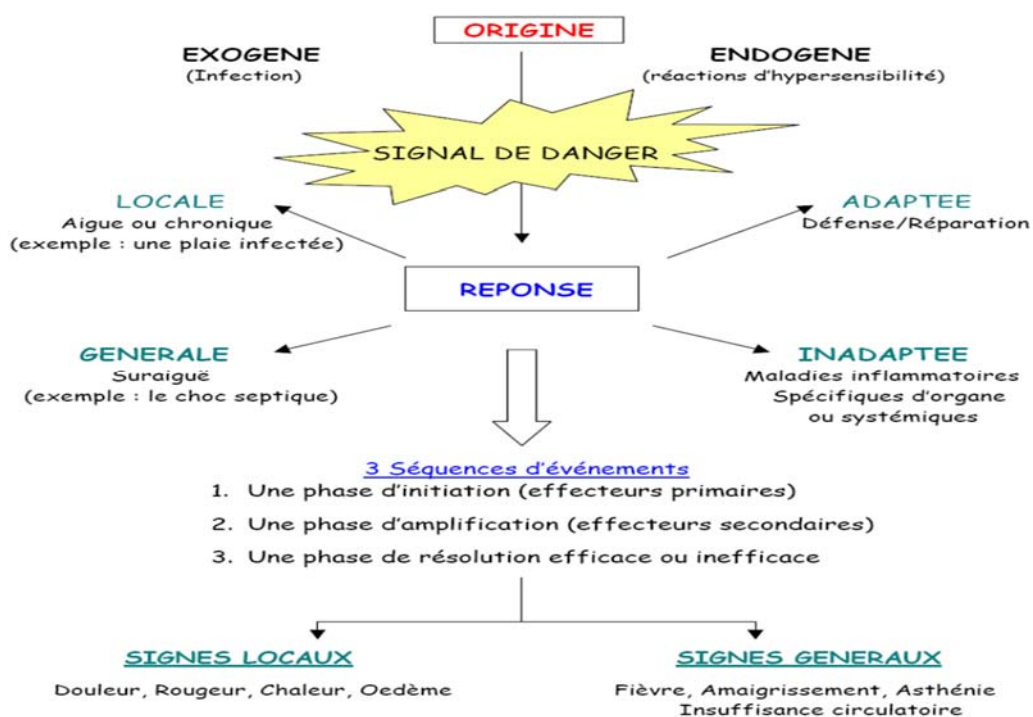 ORIGINE
EXOGENE
(Infection)
ENDOGENE
(réactions d'hypersensibilité)
SIGNAL DE DANGER
LOCALE
Aigue ou chronique
(exemple : une plaie infectée)
ADAPTEE
Défense/Réparation
REPONSE
GENERALE
Suraiguë
(exemple : le choc septique)
INADAPTEE
Maladies inflammatoires
Spécifiques d'organe
ou systémiques
3 Séquences d'événements
1. Une phase d'initiation (effecteurs primaires)
2. Une phase d'amplification (effecteurs secondaires)
3. Une phase de résolution efficace ou inefficace
SIGNES LOCAUX
Douleur, Rougeur, Chaleur, Oedème
SIGNES GENERAUX
Fièvre, Amaigrissement, Asthénie
Insuffisance circulatoire